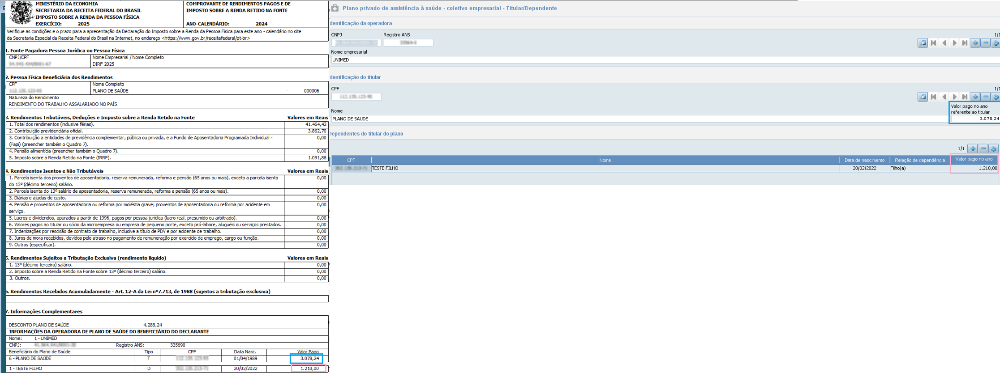 MINISTÉRIO DA ECONOMIA
SECRETARIA DA RECEITA FEDERAL DO BRASIL
IMPOSTO SOBRE A RENDA DA PESSOA FÍSICA
EXERCÍCIO: 2025
COMPROVANTE DE RENDIMENTOS PAGOS E DE
IMPOSTO SOBRE A RENDA RETIDO NA FONTE
ANO-CALENDÁRIO: 2024
Verifique as condições e o prazo para a apresentação da Declaração do Imposto sobre a Renda da Pessoa Física para este ano - calendário no site
da Secretaria Especial da Receita Federal do Brasil na Internet, no endereço <https://www.gov.br/receitafederal/pt-br>
1. Fonte Pagadora Pessoa Jurídica ou Pessoa Física
CNPJ/CPF Nome Empresarial / Nome Completo
DIRF 2025
2. Pessoa Física Beneficiária dos Rendimentos
CPF Nome Completo
PLANO DE SAÚDE - 000006
Natureza do Rendimento
RENDIMENTO DO TRABALHO ASSALARIADO NO PAÍS
3. Rendimentos Tributáveis, Deduções e Imposto sobre a Renda Retido na Fonte Valores em Reais
1. Total dos rendimentos (inclusive férias). 41.464,42
2. Contribuição previdenciária oficial. 3.862,70
3. Contribuição a entidades de previdência complementar, pública ou privada, e a Fundo de Aposentadoria Programada Individual - 0,00
(Fapi) (preencher também o Quadro 7).
4. Pensão alimentícia (preencher também o Quadro 7). 0,00
5. Imposto sobre a Renda Retido na Fonte (IRRF). 1.091,88
4. Rendimentos Isentos e Não Tributáveis Valores em Reais
1. Parcela isenta dos proventos de aposentadoria, reserva remunerada, reforma e pensão (65 anos ou mais), exceto a parcela isenta 0,00
do 13º (décimo terceiro) salário.
2. Parcela isenta do 13º salário de aposentadoria, reserva remunerada, reforma e pensão (65 anos ou mais). 0,00
3. Diárias e ajudas de custo. 0,00
4. Pensão e proventos de aposentadoria ou reforma por moléstia grave; proventos de aposentadoria ou reforma por acidente em 0,00
serviço.
5. Lucros e dividendos, apurados a partir de 1996, pagos por pessoa jurídica (lucro real, presumido ou arbitrado). 0,00
6. Valores pagos ao titular ou sócio da microempresa ou empresa de pequeno porte, exceto pró-labore, aluguéis ou serviços prestados. 0,00
7. Indenizações por rescisão de contrato de trabalho, inclusive a título de PDV e por acidente de trabalho. 0,00
8. Juros de mora recebidos, devidos pelo atraso no pagamento de remuneração por exercício de emprego, cargo ou função. 0,00
9. Outros (especificar). 0,00
5. Rendimentos Sujeitos a Tributação Exclusiva (rendimento líquido) Valores em Reais
1. 13º (décimo terceiro) salário. 0,00
2. Imposto sobre a Renda Retido na Fonte sobre 13º (décimo terceiro) salário. 0,00
3. Outros. 0,00
6. Rendimentos Recebidos Acumuladamente - Art. 12-A da Lei nº7.713, de 1988 (sujeitos a tributação exclusiva)
7. Informações Complementares
DESCONTO PLANO DE SAÚDE 4.288,24
INFORMAÇÕES DA OPERADORA DE PLANO DE SAÚDE DO BENEFICIÁRIO DO DECLARANTE
Nome: 1 - UNIMED
CNPJ: Registro ANS: 335690
Beneficiário do Plano de Saúde Tipo CPF Data Nasc. Valor Pago
6 - PLANO DE SAÚDE T 01/04/1989 3.078,24
1 - TESTE FILHO D 20/02/2022 1.210,00
Plano privado de assistência à saúde - coletivo empresarial - Titular/Dependente
dentificação da operadora
CNPJ Registro ANS 1/1
Nome empresarial
UNIMED
dentificação do titular
CPF 1/1
Valor pago no ano
referente ao titular
Nome
PLANO DE SAUDE 3.078,24
Dependentes do titular do plano
1/1
CPF Nome Data de nascimento Relação de dependência Valor pago no ano
TESTE FILHO 20/02/2022 Filho(a) 1.210,00